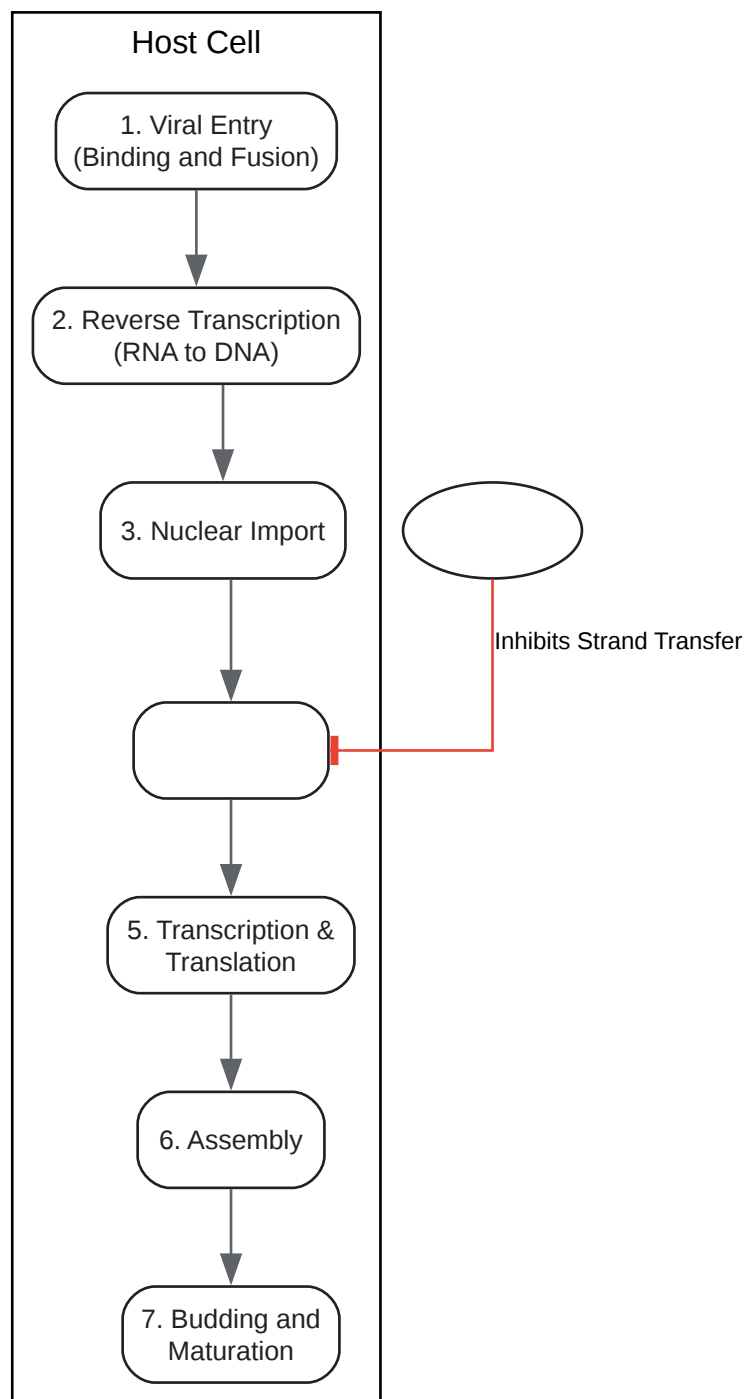 Host Cell
1. Viral Entry
(Binding and Fusion)
2. Reverse Transcription
(RNA to DNA)
3. Nuclear Import
Inhibits Strand Transfer
5. Transcription &
Translation
6. Assembly
7. Budding and
Maturation